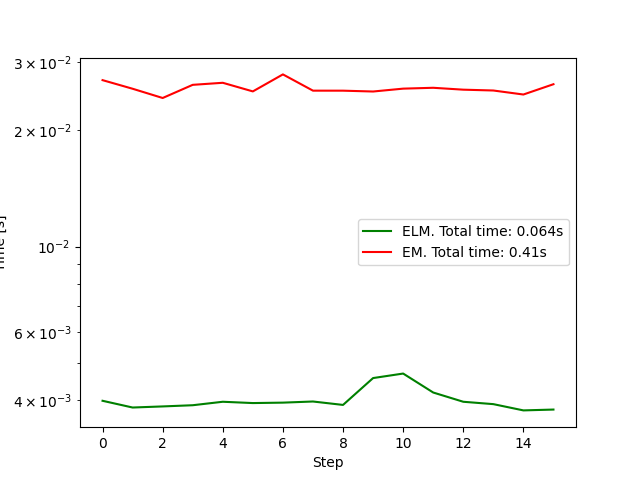 3 × 10⁻²
2 × 10⁻²
10⁻²
6 × 10⁻³
4 × 10⁻³
ELM. Total time: 0.064s
EM. Total time: 0.41s
0 2 4 6 8 10 12 14
Step